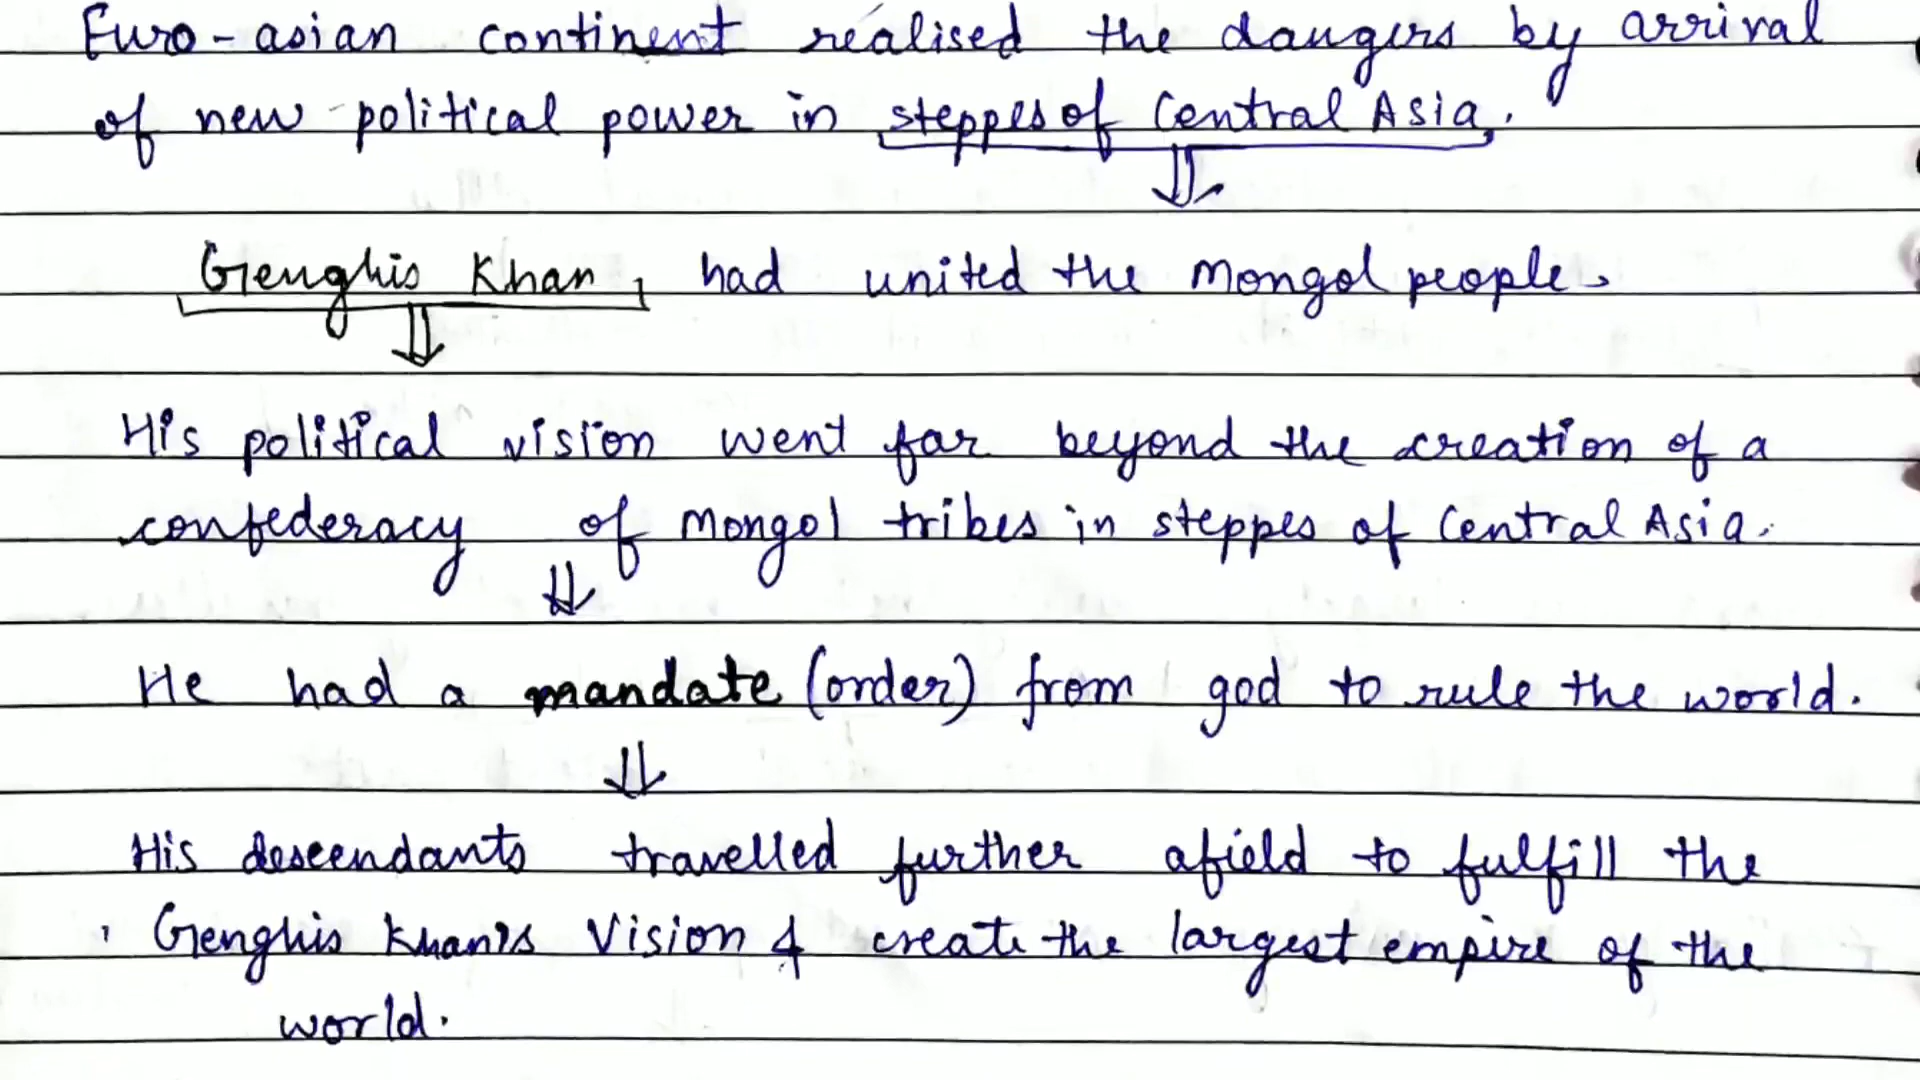 Euro-asian continent realised the daugers by arrival
of new political power in steppes of Central Asia.
⇓
Genghis Khan, had united the Mongol people.
⇓
His political vision went far beyond the creation of a
confederacy of Mongol tribes in steppes of Central Asia.
⇓
He had a mandate (order) from god to rule the world.
⇓
His descendants travelled further afield to fulfill the
Genghis Khan's Vision & create the largest empire of the
world.